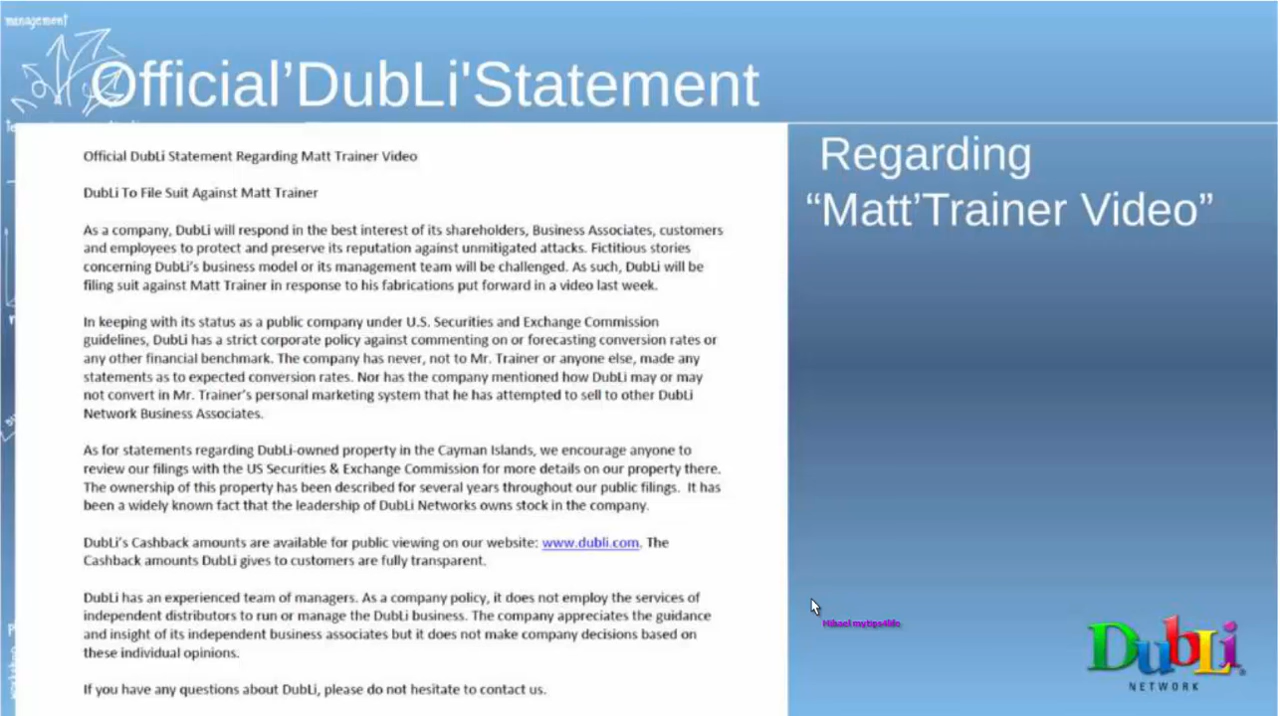 management
Official’DubLi'Statement
Regarding
“Matt’Trainer Video”
Official DubLi Statement Regarding Matt Trainer Video
DubLi To File Suit Against Matt Trainer
As a company, DubLi will respond in the best interest of its shareholders, Business Associates, customers
and employees to protect and preserve its reputation against unmitigated attacks. Fictitious stories
concerning DubLi's business model or its management team will be challenged. As such, DubLi will be
filing suit against Matt Trainer in response to his fabrications put forward in a video last week.
In keeping with its status as a public company under U.S. Securities and Exchange Commission
guidelines, DubLi has a strict corporate policy against commenting on or forecasting conversion rates or
any other financial benchmark. The company has never, not to Mr. Trainer or anyone else, made any
statements as to expected conversion rates. Nor has the company mentioned how DubLi may or may
not convert in Mr. Trainer's personal marketing system that he has attempted to sell to other DubLi
Network Business Associates.
As for statements regarding DubLi-owned property in the Cayman Islands, we encourage anyone to
review our filings with the US Securities & Exchange Commission for more details on our property there.
The ownership of this property has been described for several years throughout our public filings. It has
been a widely known fact that the leadership of DubLi Networks owns stock in the company.
DubLi's Cashback amounts are available for public viewing on our website: www.dubli.com. The
Cashback amounts DubLi gives to customers are fully transparent.
DubLi has an experienced team of managers. As a company policy, it does not employ the services of
independent distributors to run or manage the DubLi business. The company appreciates the guidance
and insight of its independent business associates but it does not make company decisions based on
these individual opinions.
If you have any questions about DubLi, please do not hesitate to contact us.
Mihael mytips4life
DubLi
NETWORK